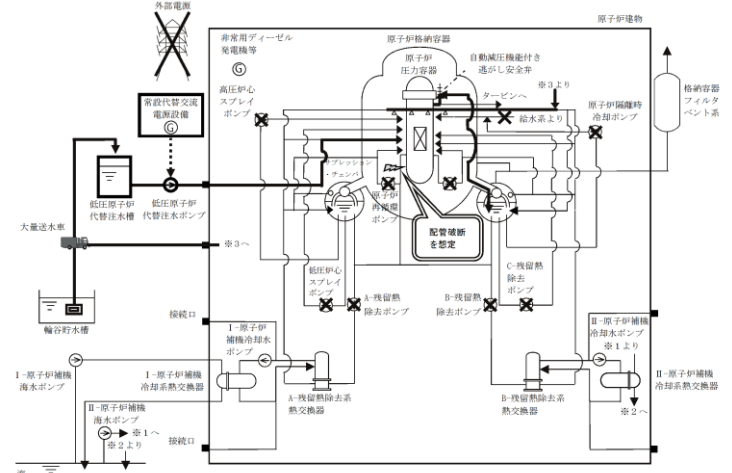 外部電源
原子炉建物
非常用ディーゼル
発電機等
G
原子炉格納容器
原子炉
圧力容器
自動減圧機能付き
逃がし安全弁
高圧炉心
スプレイ
ポンプ
タービンへ
※3より
給水系より
原子炉隔離時
冷却ポンプ
格納容器
フィルタ
ベント系
常設代替交流
電源設備
G
低圧原子炉
代替注水槽
低圧原子炉
代替注水ポンプ
サプレッション
・チェンバ
原子炉
再循環
ポンプ
配管破断
を想定
大量送水車
※3へ
輪谷貯水槽
低圧炉心
スプレイ
ポンプ
A-残留熱
除去ポンプ
B-残留熱
除去ポンプ
C-残留熱
除去
ポンプ
接続口
Ⅰ-原子炉
補機冷却水
ポンプ
Ⅱ-原子炉補機
冷却水ポンプ
※1より
Ⅰ-原子炉補機
海水ポンプ
Ⅰ-原子炉補機
冷却系熱交換器
A-残留熱除去系
熱交換器
B-残留熱除去系
熱交換器
Ⅱ-原子炉補機
冷却系熱交換器
※2へ
Ⅱ-原子炉補機
海水ポンプ
※1へ
※2より
接続口
海